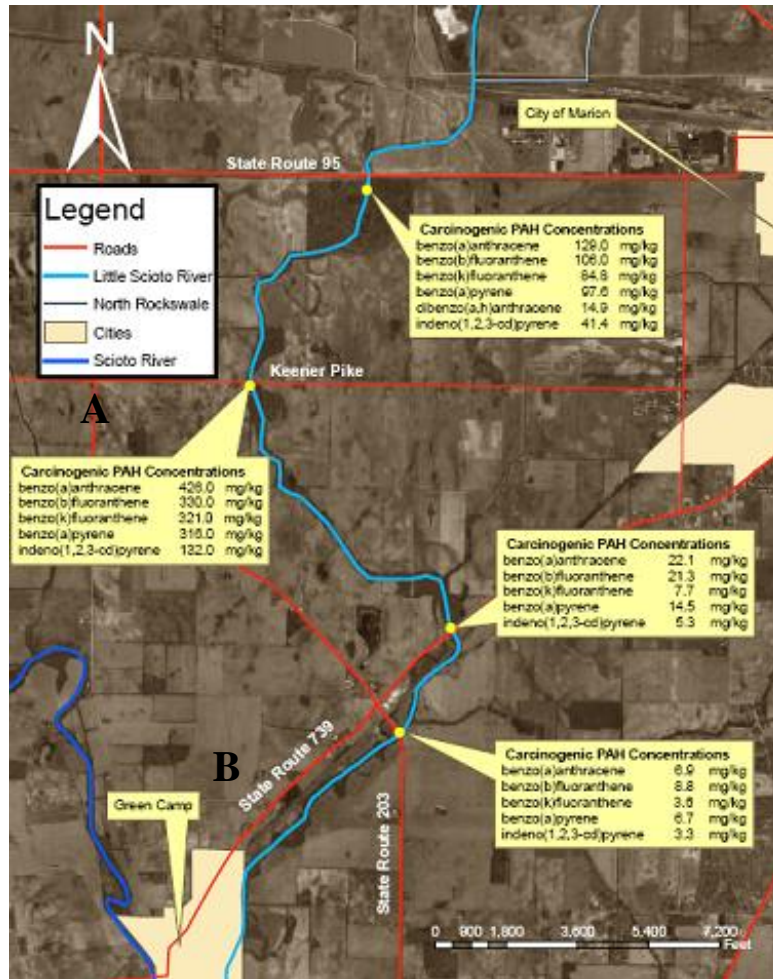 N
City of Marion
State Route 95
Legend
Roads
Little Scioto River
North Rockswale
Cities
Scioto River
Carcinogenic PAH Concentrations
benzo(a)anthracene 129.0 mg/kg
benzo(b)fluoranthene 106.0 mg/kg
benzo(k)fluoranthene 84.8 mg/kg
benzo(a)pyrene 97.6 mg/kg
dibenzo(a,h)anthracene 14.9 mg/kg
indeno(1,2,3-cd)pyrene 41.4 mg/kg
Keener Pike
A
Carcinogenic PAH Concentrations
benzo(a)anthracene 426.0 mg/kg
benzo(b)fluoranthene 330.0 mg/kg
benzo(k)fluoranthene 321.0 mg/kg
benzo(a)pyrene 316.0 mg/kg
indeno(1,2,3-cd)pyrene 132.0 mg/kg
Carcinogenic PAH Concentrations
benzo(a)anthracene 22.1 mg/kg
benzo(b)fluoranthene 21.3 mg/kg
benzo(k)fluoranthene 7.7 mg/kg
benzo(a)pyrene 14.5 mg/kg
indeno(1,2,3-cd)pyrene 5.3 mg/kg
B
State Route 739
Green Camp
State Route 203
Carcinogenic PAH Concentrations
benzo(a)anthracene 6.9 mg/kg
benzo(b)fluoranthene 8.8 mg/kg
benzo(k)fluoranthene 3.6 mg/kg
benzo(a)pyrene 6.7 mg/kg
indeno(1,2,3-cd)pyrene 3.3 mg/kg
0 800 1,800 3,600 5,400 7,200
Feet